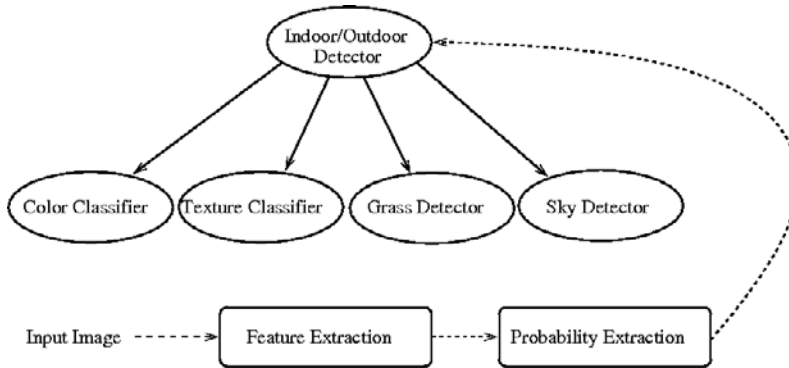 Indoor/Outdoor
Detector
Color Classifier
Texture Classifier
Grass Detector
Sky Detector
Input Image
Feature Extraction
Probability Extraction